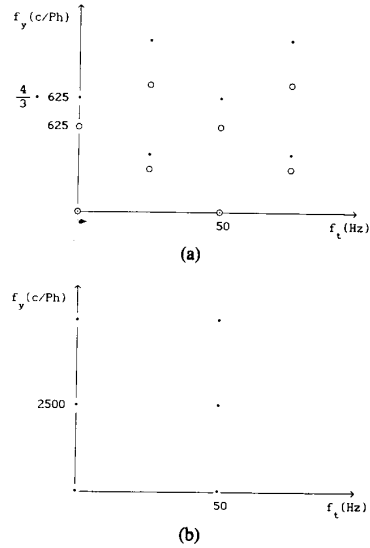 f_y (c/Ph)
4/3 · 625
625
50
f_t (Hz)
(a)
f_y (c/Ph)
2500
50
f_t (Hz)
(b)